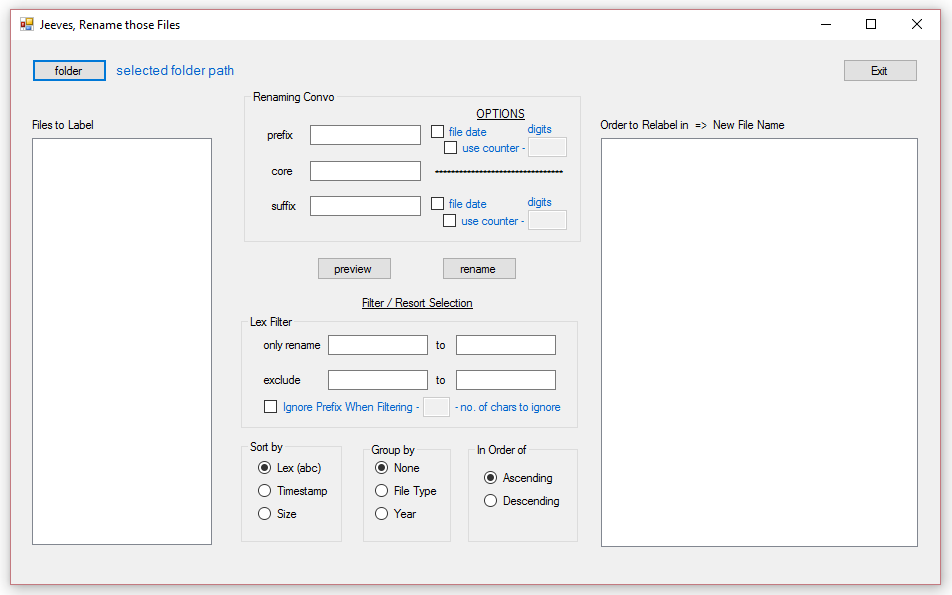 Jeeves, Rename those Files
folder
selected folder path
Exit
Files to Label
Renaming Convo
OPTIONS
prefix
file date
digits
use counter -
core
--------------------------------
suffix
file date
digits
use counter -
preview
rename
Filter / Resort Selection
Lex Filter
only rename
to
exclude
to
Ignore Prefix When Filtering -
- no. of chars to ignore
Sort by
Lex (abc)
Timestamp
Size
Group by
None
File Type
Year
In Order of
Ascending
Descending
Order to Relabel in => New File Name